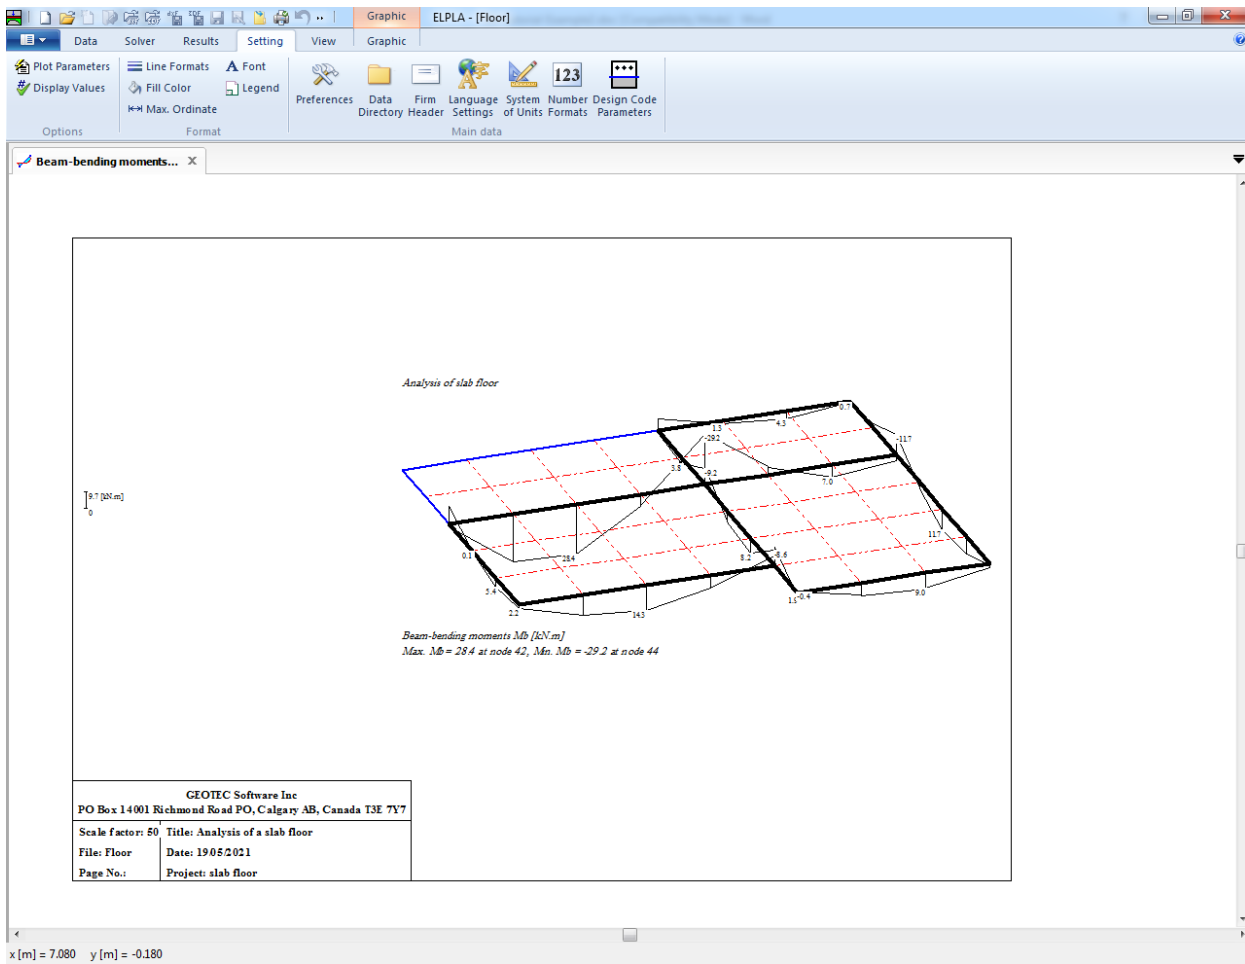 Graphic
ELPLA - [Floor]
Data
Solver
Results
Setting
View
Graphic
Plot Parameters
Line Formats
Font
Display Values
Fill Color
Legend
Max. Ordinate
Preferences
Data Directory
Firm Header
Language Settings
System of Units
123
Number Formats
Design Code Parameters
Options
Format
Main data
Beam-bending moments... X
Analysis of slab floor
0.7
1.3
4.3
-29.2
-11.7
3.8
-9.2
7.0
9.7 [kN.m]
0
11.7
0.1
28.4
8.2
-8.6
5.4
2.2
14.3
-0.4
9.0
Beam-bending moments Mb [kN.m]
Max. Mb = 28.4 at node 42, Min. Mb = -29.2 at node 44
GEOTEC Software Inc
PO Box 14001 Richmond Road PO, Calgary AB, Canada T3E 7Y7
Scale factor: 50 Title: Analysis of a slab floor
File: Floor Date: 19.05.2021
Page No.: Project: slab floor
x [m] = 7.080 y [m] = -0.180